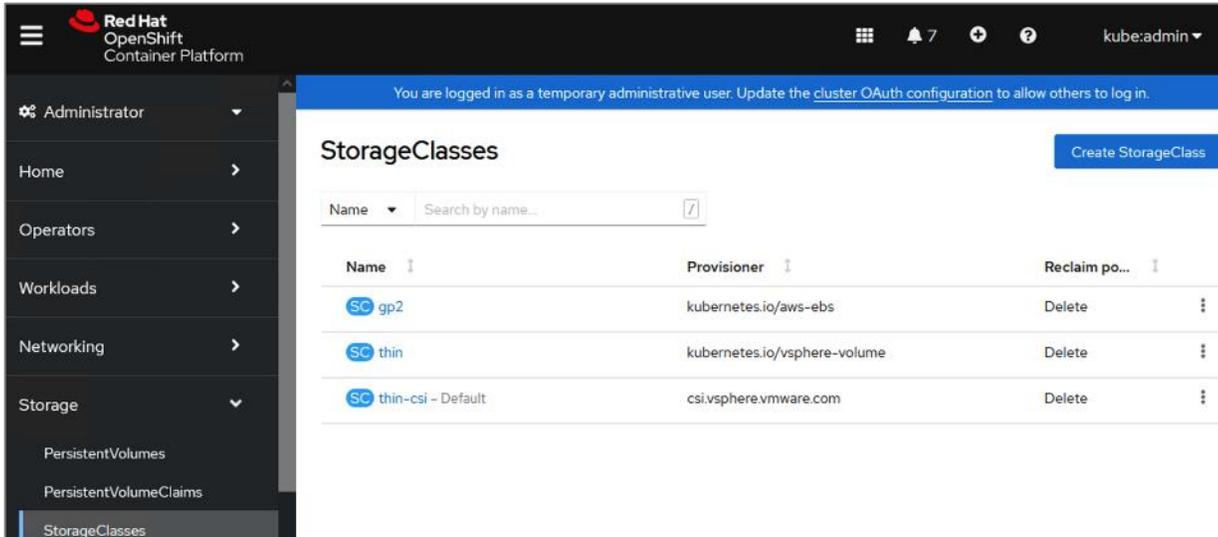 Red Hat
OpenShift
Container Platform
7
kube:admin
You are logged in as a temporary administrative user. Update the cluster OAuth configuration to allow others to log in.
Administrator
Home
Operators
Workloads
Networking
Storage
PersistentVolumes
PersistentVolumeClaims
StorageClasses
StorageClasses
Create StorageClass
Name Search by name... /
Name Provisioner Reclaim po...
SC gp2 kubernetes.io/aws-ebs Delete
SC thin kubernetes.io/vsphere-volume Delete
SC thin-csi – Default csi.vsphere.vmware.com Delete